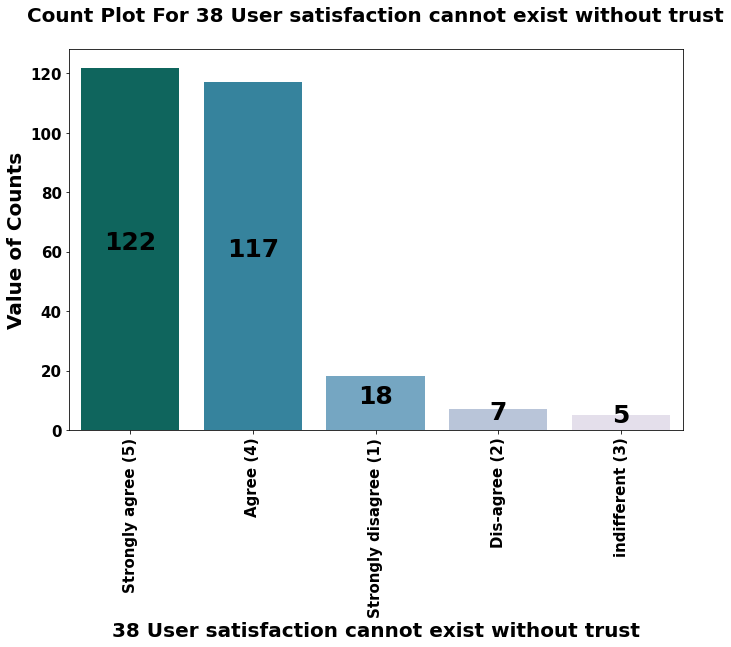 Count Plot For 38 User satisfaction cannot exist without trust
Value of Counts
120
100
80
60
40
20
0
122
117
18
7
5
Strongly agree (5)
Agree (4)
Strongly disagree (1)
Dis-agree (2)
indifferent (3)
38 User satisfaction cannot exist without trust